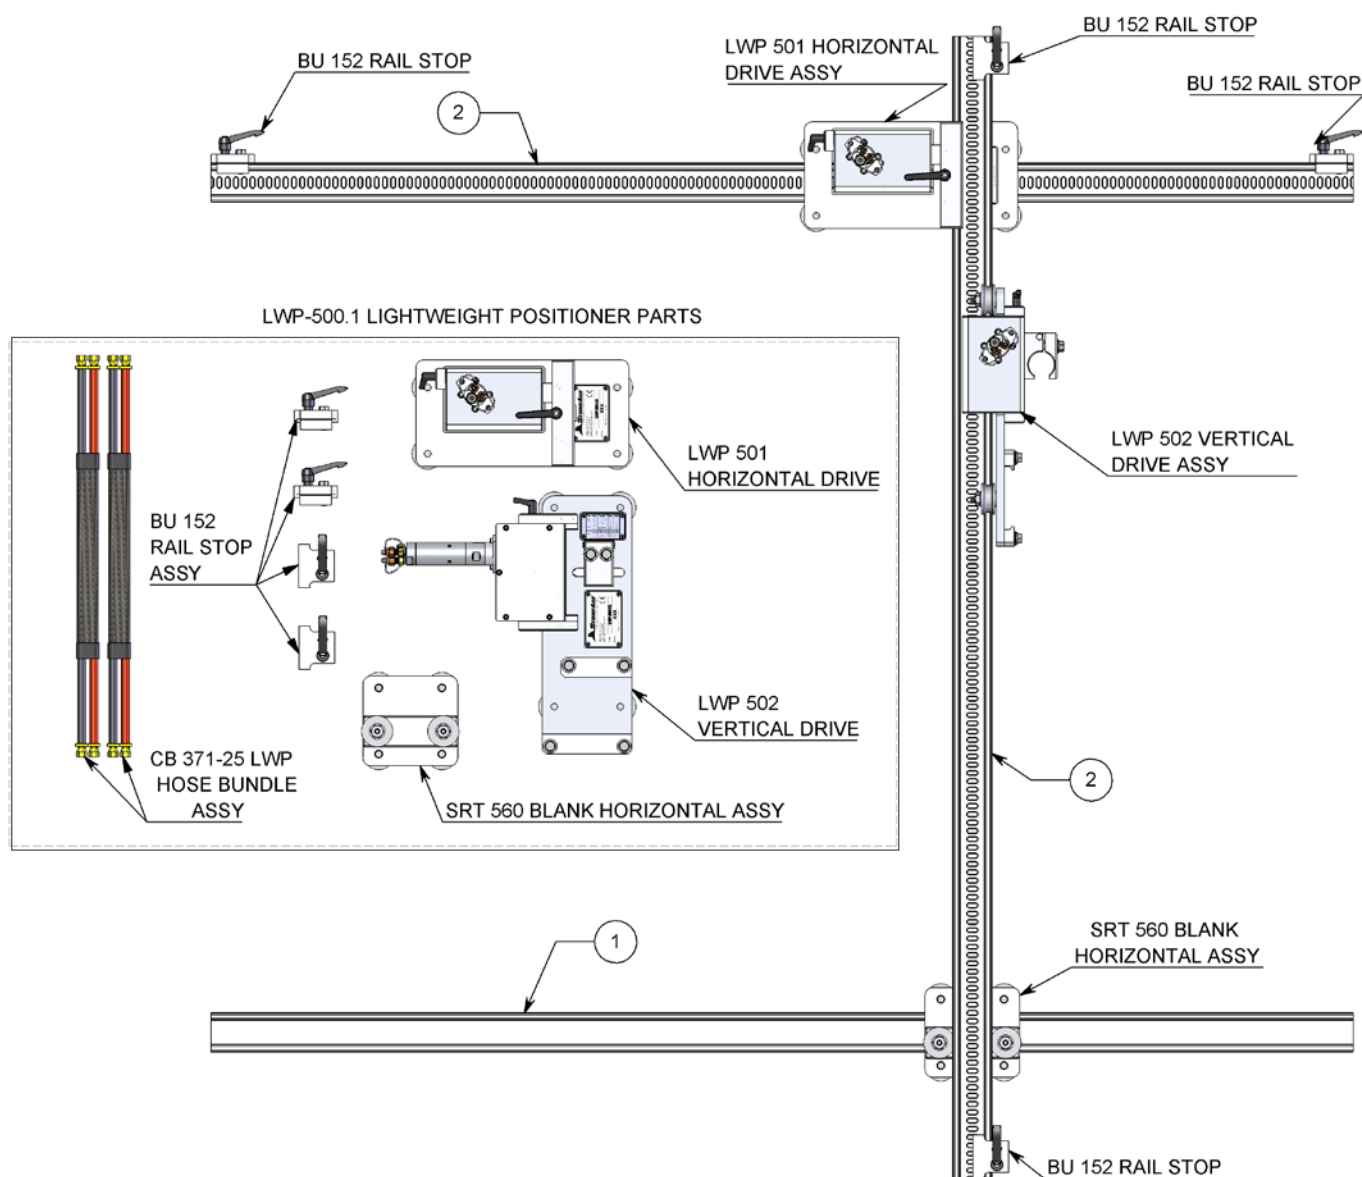 BU 152 RAIL STOP
LWP 501 HORIZONTAL
DRIVE ASSY
BU 152 RAIL STOP
2
BU 152 RAIL STOP
LWP-500.1 LIGHTWEIGHT POSITIONER PARTS
LWP 502 VERTICAL
DRIVE ASSY
LWP 501
HORIZONTAL DRIVE
BU 152
RAIL STOP
ASSY
LWP 502
VERTICAL DRIVE
CB 371-25 LWP
HOSE BUNDLE
ASSY
SRT 560 BLANK HORIZONTAL ASSY
2
1
SRT 560 BLANK
HORIZONTAL ASSY
BU 152 RAIL STOP